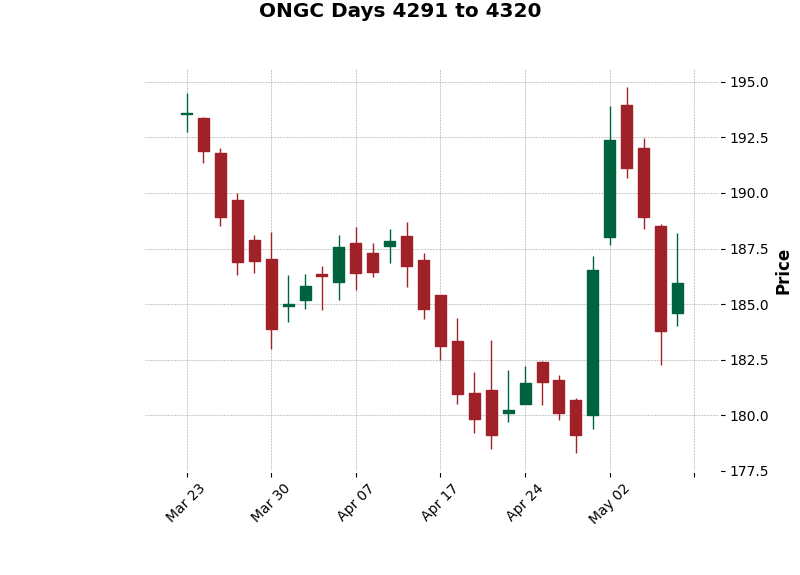 ONGC Days 4291 to 4320
195.0
192.5
190.0
187.5
185.0
182.5
180.0
177.5
Price
Mar 23
Mar 30
Apr 07
Apr 17
Apr 24
May 02